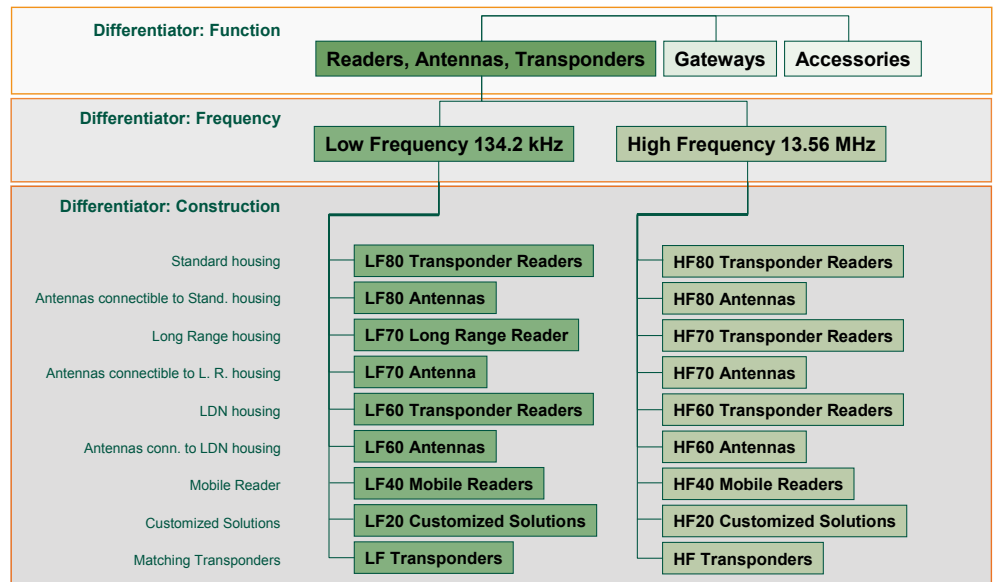 Differentiator: Function
Readers, Antennas, Transponders
Gateways
Accessories
Differentiator: Frequency
Low Frequency 134.2 kHz
High Frequency 13.56 MHz
Differentiator: Construction
Standard housing
LF80 Transponder Readers
HF80 Transponder Readers
Antennas connectible to Stand. housing
LF80 Antennas
HF80 Antennas
Long Range housing
LF70 Long Range Reader
HF70 Transponder Readers
Antennas connectible to L. R. housing
LF70 Antenna
HF70 Antennas
LDN housing
LF60 Transponder Readers
HF60 Transponder Readers
Antennas conn. to LDN housing
LF60 Antennas
HF60 Antennas
Mobile Reader
LF40 Mobile Readers
HF40 Mobile Readers
Customized Solutions
LF20 Customized Solutions
HF20 Customized Solutions
Matching Transponders
LF Transponders
HF Transponders